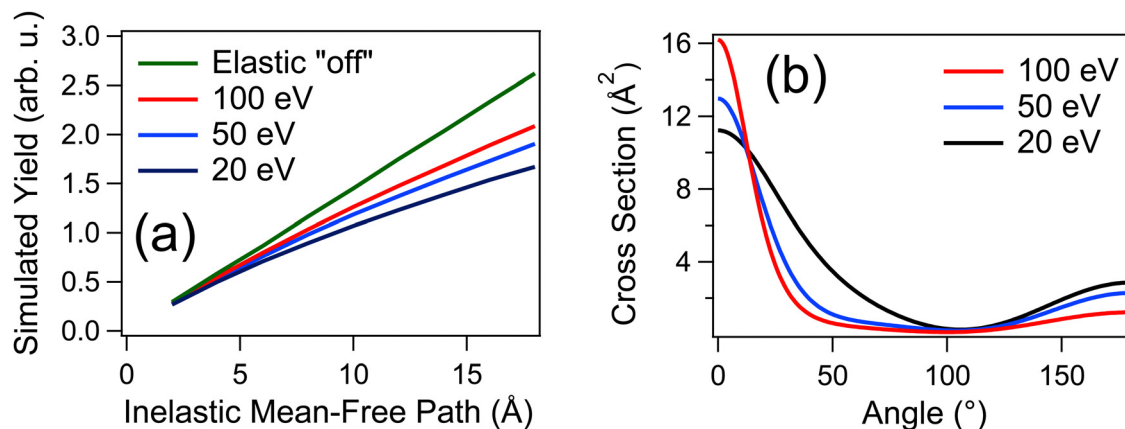 Simulated Yield (arb. u.)
3.0
2.5
2.0
1.5
1.0
0.5
0.0
Elastic "off"
100 eV
50 eV
20 eV
(a)
0
5
10
15
Inelastic Mean-Free Path (Å)
Cross Section (Å²)
16
12
8
4
(b)
100 eV
50 eV
20 eV
0
50
100
150
Angle (°)